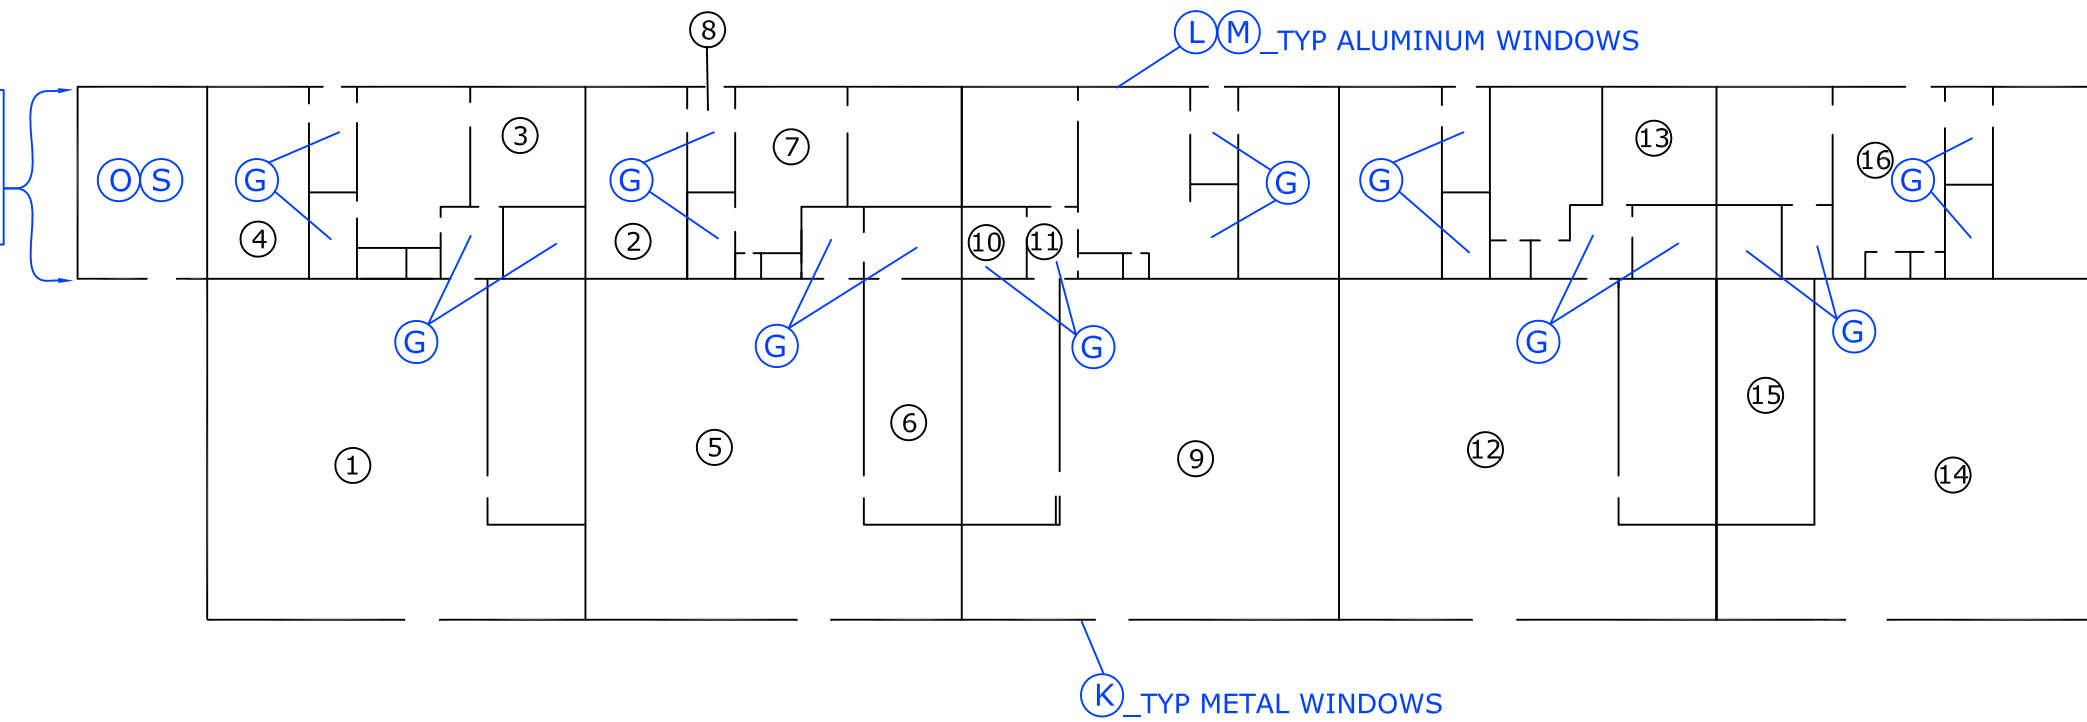 8
L M _TYP ALUMINUM WINDOWS
3
7
13
16
O S
G
G
G
G
G
4
2
10
11
G
G
G
G
G
15
6
5
12
9
1
14
K _TYP METAL WINDOWS